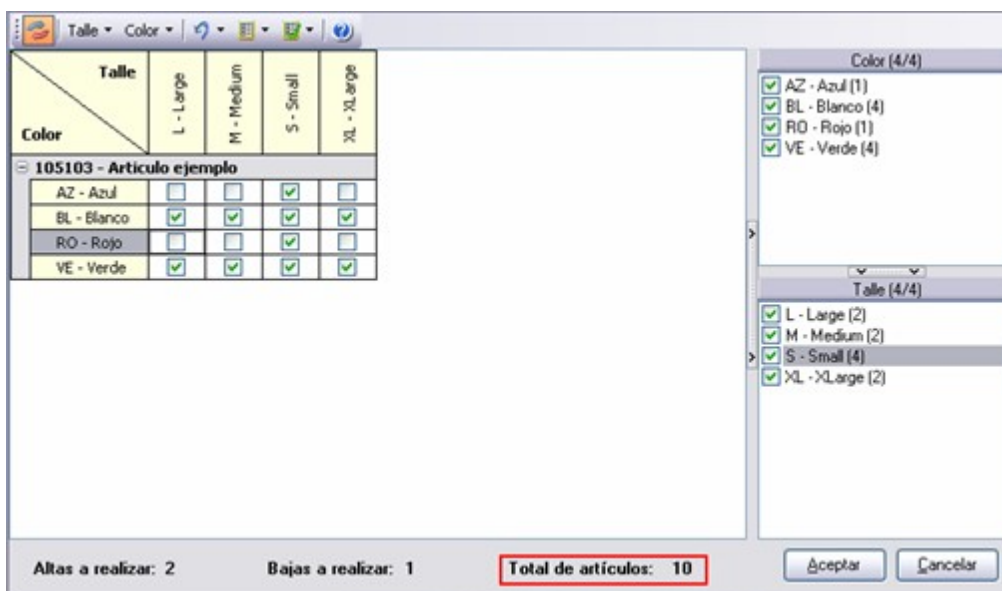 Talle Color
Talle
Color
L - Large
M - Medium
S - Small
XL - XLarge
105103 - Articulo ejemplo
AZ - Azul
BL - Blanco
RO - Rojo
VE - Verde
Color (4/4)
AZ - Azul (1)
BL - Blanco (4)
RO - Rojo (1)
VE - Verde (4)
Talle (4/4)
L - Large (2)
M - Medium (2)
S - Small (4)
XL - XLarge (2)
Altas a realizar: 2 Bajas a realizar: 1 Total de artículos: 10
Aceptar Cancelar